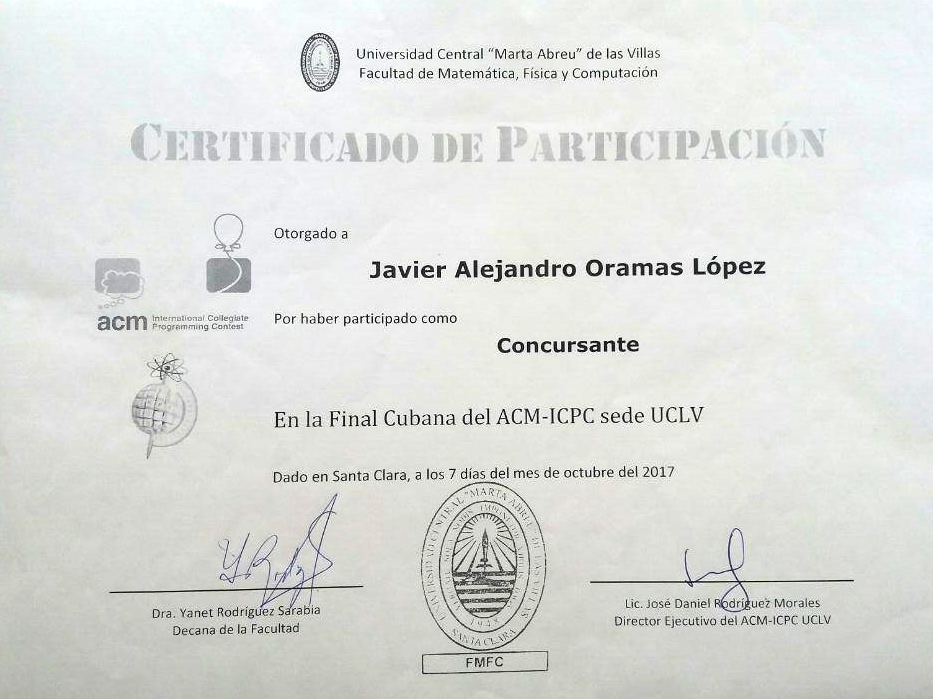 Universidad Central "Marta Abreu" de las Villas
Facultad de Matemática, Física y Computación
CERTIFICADO DE PARTICIPACIÓN
Otorgado a
Javier Alejandro Oramas López
acm International Collegiate
Programming Contest
Por haber participado como
Concursante
En la Final Cubana del ACM-ICPC sede UCLV
Dado en Santa Clara, a los 7 días del mes de octubre del 2017
UNIVERSIDAD CENTRAL "MARTA ABREU" DE LAS VILLAS
1948
SANTA CLARA
Dra. Yanet Rodríguez Sarabia
Decana de la Facultad
Lic. José Daniel Rodríguez Morales
Director Ejecutivo del ACM-ICPC UCLV
FMFC